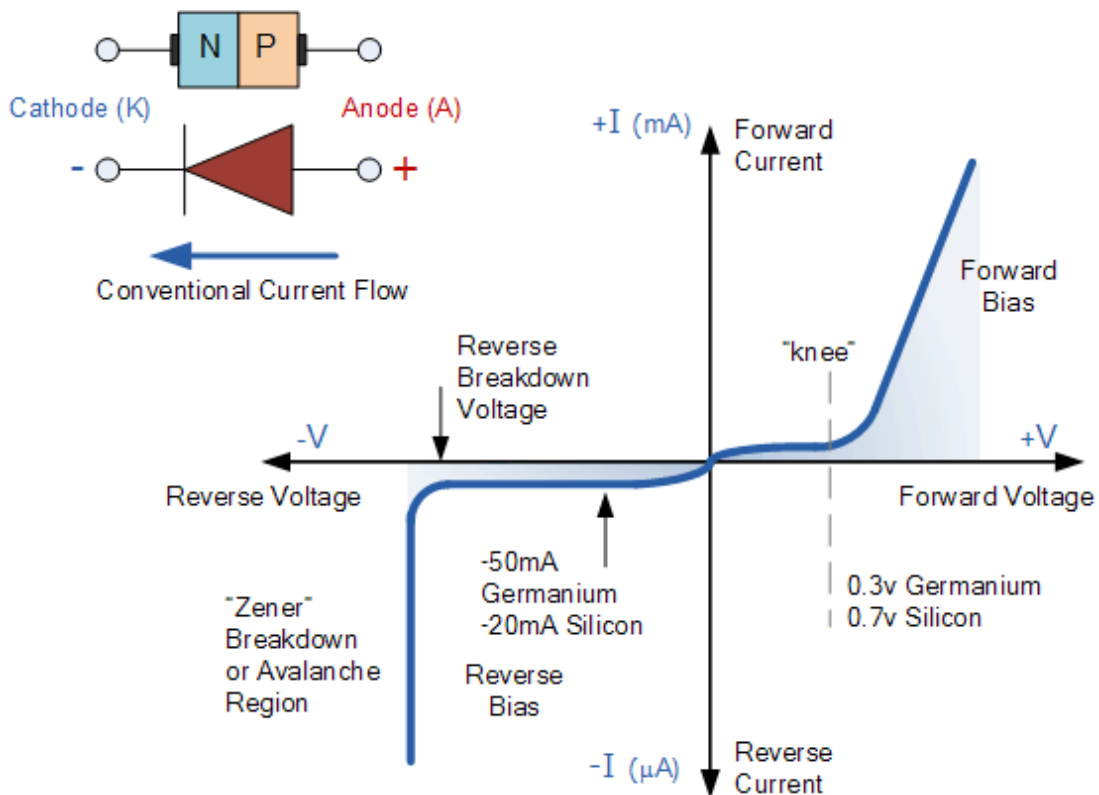 N P
Cathode (K)
Anode (A)
- +
Conventional Current Flow
+I (mA)
Forward
Current
Forward
Bias
"knee"
Reverse
Breakdown
Voltage
-V
+V
Reverse Voltage
Forward Voltage
-50mA
Germanium
-20mA Silicon
0.3v Germanium
0.7v Silicon
"Zener"
Breakdown
or Avalanche
Region
Reverse
Bias
-I (µA)
Reverse
Current